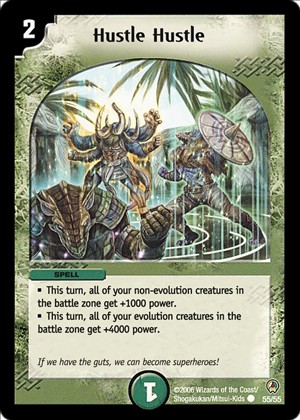 2
Hustle Hustle
SPELL
▪ This turn, all of your non-evolution creatures in
the battle zone get +1000 power.
▪ This turn, all of your evolution creatures in the
battle zone get +4000 power.
If we have the guts, we can become superheroes!
1
©2006 Wizards of the Coast/
Shogakukan/Mitsui-Kids ● 55/55